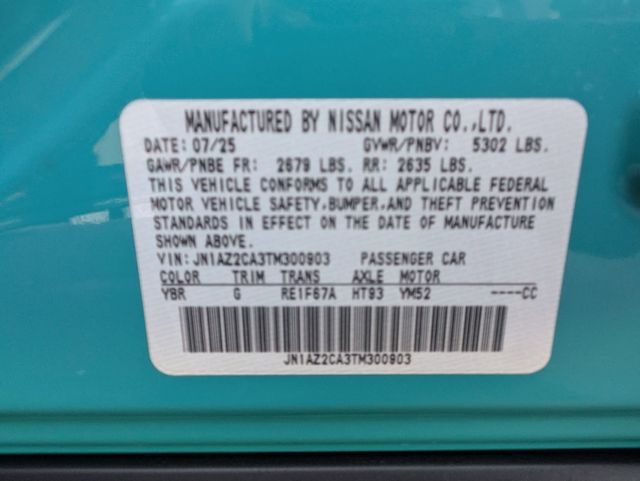 MANUFACTURED BY NISSAN MOTOR CO.,LTD.
DATE: 07/25 GVWR/PNBV: 5302 LBS.
GAWR/PNBE FR: 2679 LBS. RR: 2635 LBS.
THIS VEHICLE CONFORMS TO ALL APPLICABLE FEDERAL
MOTOR VEHICLE SAFETY,BUMPER,AND THEFT PREVENTION
STANDARDS IN EFFECT ON THE DATE OF MANUFACTURE
SHOWN ABOVE.
VIN: JN1AZ2CA3TM300903 PASSENGER CAR
COLOR TRIM TRANS AXLE MOTOR
YBR G RE1F67A HT93 YM52 ----CC
JN1AZ2CA3TM300903